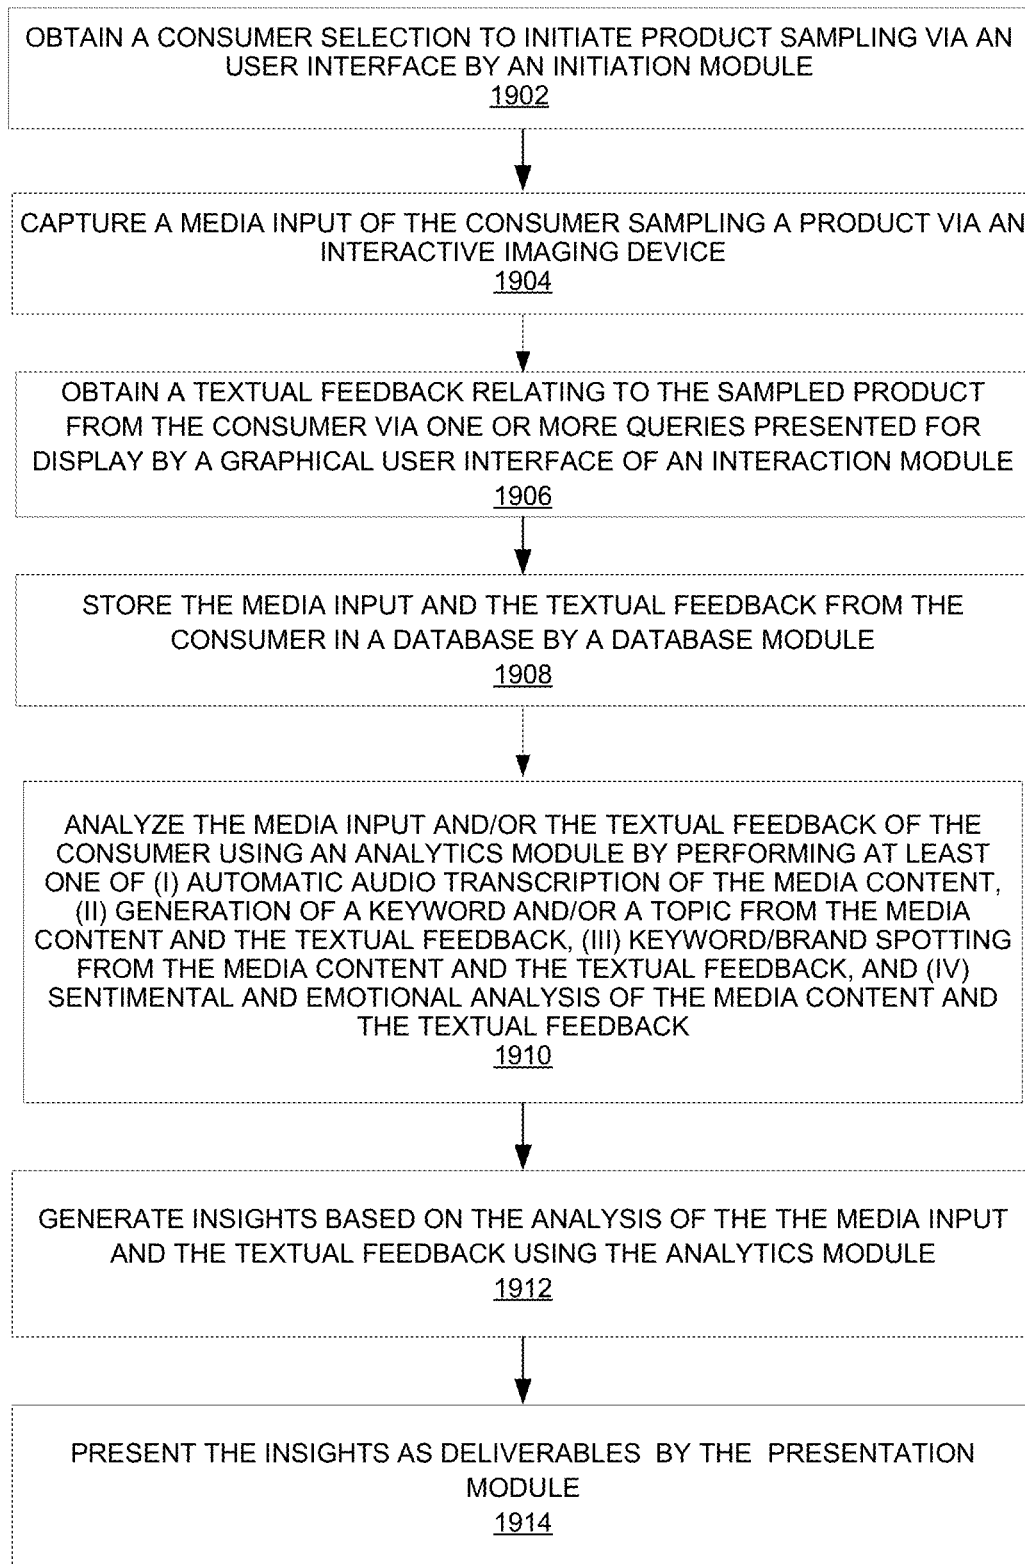 OBTAIN A CONSUMER SELECTION TO INITIATE PRODUCT SAMPLING VIA AN
USER INTERFACE BY AN INITIATION MODULE
1902
CAPTURE A MEDIA INPUT OF THE CONSUMER SAMPLING A PRODUCT VIA AN
INTERACTIVE IMAGING DEVICE
1904
OBTAIN A TEXTUAL FEEDBACK RELATING TO THE SAMPLED PRODUCT
FROM THE CONSUMER VIA ONE OR MORE QUERIES PRESENTED FOR
DISPLAY BY A GRAPHICAL USER INTERFACE OF AN INTERACTION MODULE
1906
STORE THE MEDIA INPUT AND THE TEXTUAL FEEDBACK FROM THE
CONSUMER IN A DATABASE BY A DATABASE MODULE
1908
ANALYZE THE MEDIA INPUT AND/OR THE TEXTUAL FEEDBACK OF THE
CONSUMER USING AN ANALYTICS MODULE BY PERFORMING AT LEAST
ONE OF (I) AUTOMATIC AUDIO TRANSCRIPTION OF THE MEDIA CONTENT,
(II) GENERATION OF A KEYWORD AND/OR A TOPIC FROM THE MEDIA
CONTENT AND THE TEXTUAL FEEDBACK, (III) KEYWORD/BRAND SPOTTING
FROM THE MEDIA CONTENT AND THE TEXTUAL FEEDBACK, AND (IV)
SENTIMENTAL AND EMOTIONAL ANALYSIS OF THE MEDIA CONTENT AND
THE TEXTUAL FEEDBACK
1910
GENERATE INSIGHTS BASED ON THE ANALYSIS OF THE THE MEDIA INPUT
AND THE TEXTUAL FEEDBACK USING THE ANALYTICS MODULE
1912
PRESENT THE INSIGHTS AS DELIVERABLES BY THE PRESENTATION
MODULE
1914